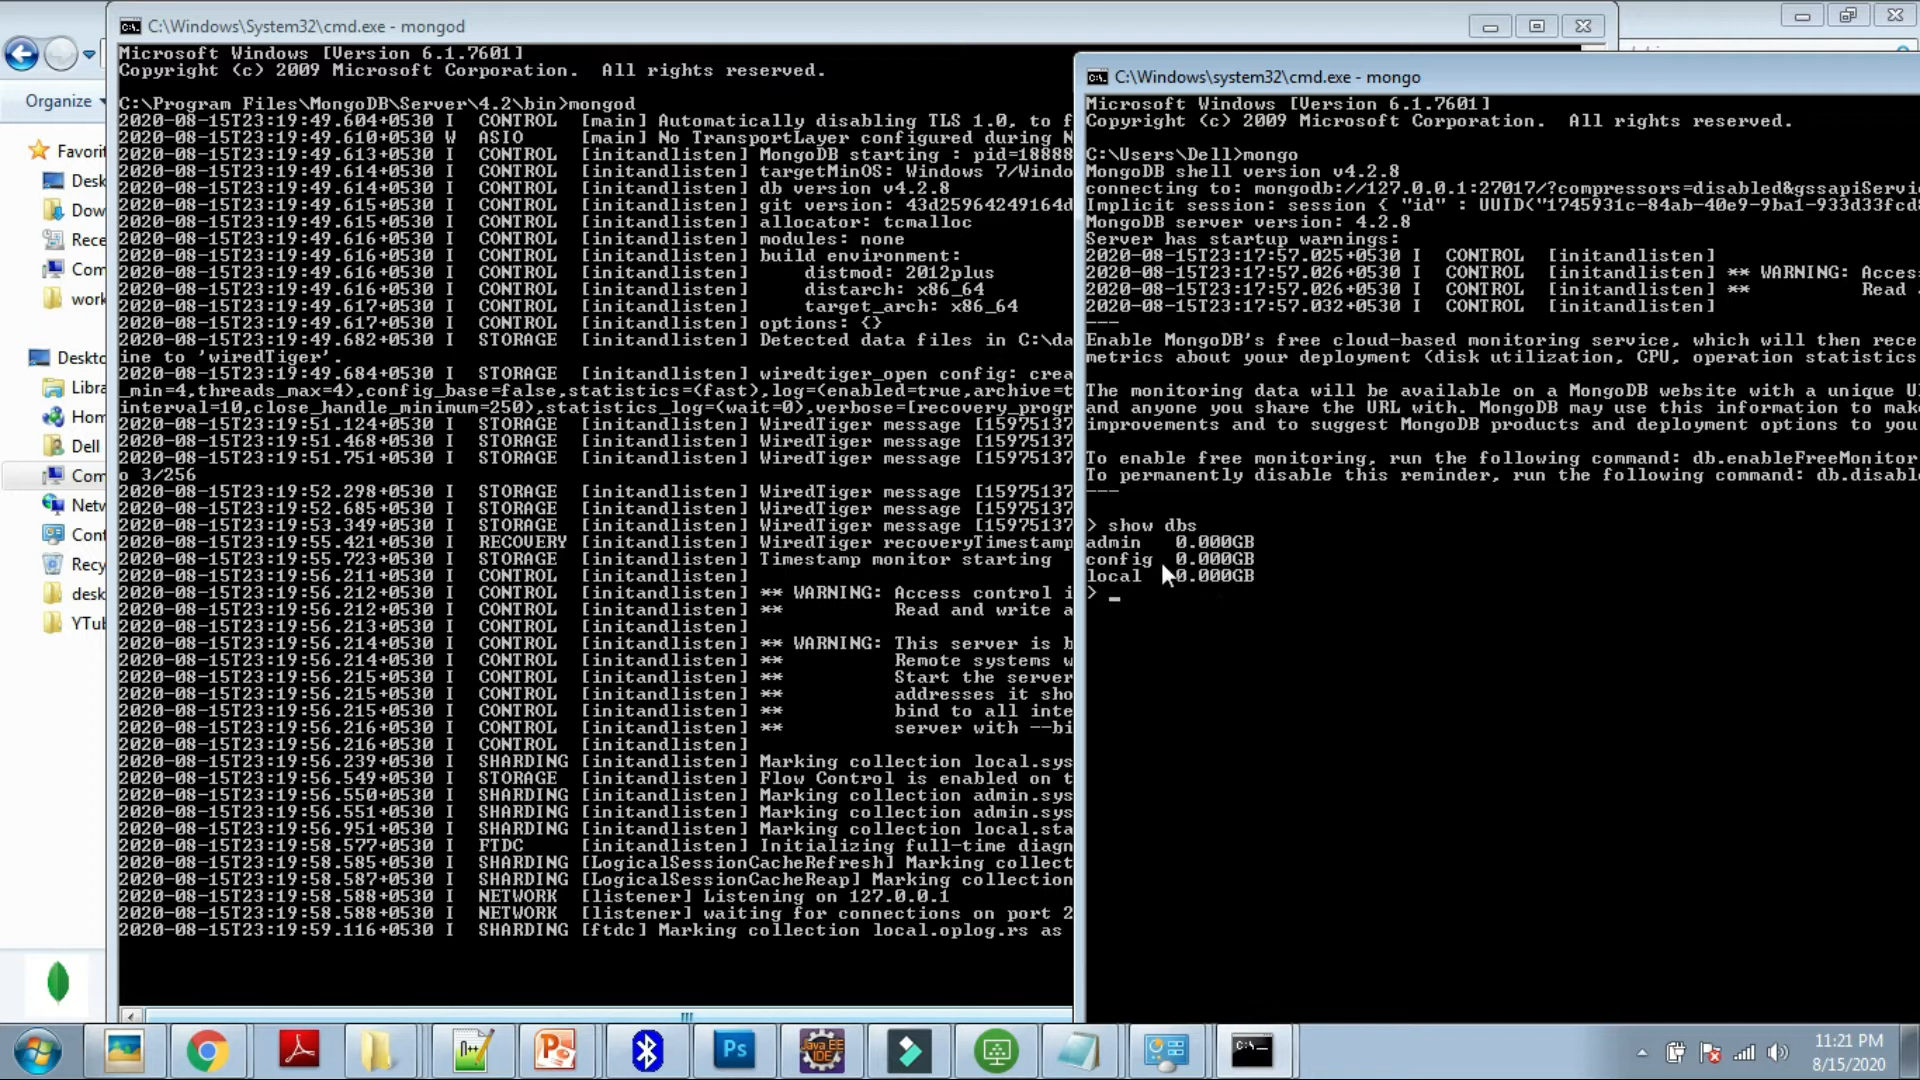 C:\Windows\System32\cmd.exe - mongod
Microsoft Windows [Version 6.1.7601]
Copyright (c) 2009 Microsoft Corporation.  All rights reserved.
C:\Program Files\MongoDB\Server\4.2\bin>mongod
2020-08-15T23:19:49.604+0530 I  CONTROL  [main] Automatically disabling TLS 1.0, to f
2020-08-15T23:19:49.610+0530 W  ASIO     [main] No TransportLayer configured during N
2020-08-15T23:19:49.613+0530 I  CONTROL  [initandlisten] MongoDB starting : pid=18888
2020-08-15T23:19:49.614+0530 I  CONTROL  [initandlisten] targetMinOS: Windows 7/Windo
2020-08-15T23:19:49.614+0530 I  CONTROL  [initandlisten] db version v4.2.8
2020-08-15T23:19:49.615+0530 I  CONTROL  [initandlisten] git version: 43d25964249164d
2020-08-15T23:19:49.615+0530 I  CONTROL  [initandlisten] allocator: tcmalloc
2020-08-15T23:19:49.616+0530 I  CONTROL  [initandlisten] modules: none
2020-08-15T23:19:49.616+0530 I  CONTROL  [initandlisten] build environment:
2020-08-15T23:19:49.616+0530 I  CONTROL  [initandlisten]     distmod: 2012plus
2020-08-15T23:19:49.616+0530 I  CONTROL  [initandlisten]     distarch: x86_64
2020-08-15T23:19:49.617+0530 I  CONTROL  [initandlisten]     target_arch: x86_64
2020-08-15T23:19:49.617+0530 I  CONTROL  [initandlisten] options: {}
2020-08-15T23:19:49.682+0530 I  STORAGE  [initandlisten] Detected data files in C:\da
ine to 'wiredTiger'.
2020-08-15T23:19:49.684+0530 I  STORAGE  [initandlisten] wiredtiger_open config: crea
_min=4,threads_max=4),config_base=false,statistics=(fast),log=(enabled=true,archive=t
interval=10,close_handle_minimum=250),statistics_log=(wait=0),verbose=[recovery_progr
2020-08-15T23:19:51.124+0530 I  STORAGE  [initandlisten] WiredTiger message [15975137
2020-08-15T23:19:51.468+0530 I  STORAGE  [initandlisten] WiredTiger message [15975137
2020-08-15T23:19:51.751+0530 I  STORAGE  [initandlisten] WiredTiger message [15975137
o 3/256
2020-08-15T23:19:52.298+0530 I  STORAGE  [initandlisten] WiredTiger message [15975137
2020-08-15T23:19:52.685+0530 I  STORAGE  [initandlisten] WiredTiger message [15975137
2020-08-15T23:19:53.349+0530 I  STORAGE  [initandlisten] WiredTiger message [15975137
2020-08-15T23:19:55.421+0530 I  RECOVERY [initandlisten] WiredTiger recoveryTimestamp
2020-08-15T23:19:55.723+0530 I  STORAGE  [initandlisten] Timestamp monitor starting
2020-08-15T23:19:56.211+0530 I  CONTROL  [initandlisten]
2020-08-15T23:19:56.212+0530 I  CONTROL  [initandlisten] ** WARNING: Access control i
2020-08-15T23:19:56.212+0530 I  CONTROL  [initandlisten] **          Read and write a
2020-08-15T23:19:56.213+0530 I  CONTROL  [initandlisten]
2020-08-15T23:19:56.214+0530 I  CONTROL  [initandlisten] ** WARNING: This server is b
2020-08-15T23:19:56.214+0530 I  CONTROL  [initandlisten] **          Remote systems w
2020-08-15T23:19:56.215+0530 I  CONTROL  [initandlisten] **          Start the server
2020-08-15T23:19:56.215+0530 I  CONTROL  [initandlisten] **          addresses it sho
2020-08-15T23:19:56.215+0530 I  CONTROL  [initandlisten] **          bind to all inte
2020-08-15T23:19:56.216+0530 I  CONTROL  [initandlisten] **          server with --bi
2020-08-15T23:19:56.216+0530 I  CONTROL  [initandlisten]
2020-08-15T23:19:56.239+0530 I  SHARDING [initandlisten] Marking collection local.sys
2020-08-15T23:19:56.549+0530 I  STORAGE  [initandlisten] Flow Control is enabled on t
2020-08-15T23:19:56.550+0530 I  SHARDING [initandlisten] Marking collection admin.sys
2020-08-15T23:19:56.551+0530 I  SHARDING [initandlisten] Marking collection admin.sys
2020-08-15T23:19:56.951+0530 I  SHARDING [initandlisten] Marking collection local.sta
2020-08-15T23:19:58.577+0530 I  FTDC     [initandlisten] Initializing full-time diagn
2020-08-15T23:19:58.585+0530 I  SHARDING [LogicalSessionCacheRefresh] Marking collect
2020-08-15T23:19:58.587+0530 I  SHARDING [LogicalSessionCacheReap] Marking collection
2020-08-15T23:19:58.588+0530 I  NETWORK  [listener] Listening on 127.0.0.1
2020-08-15T23:19:58.588+0530 I  NETWORK  [listener] waiting for connections on port 2
2020-08-15T23:19:59.116+0530 I  SHARDING [ftdc] Marking collection local.oplog.rs as
C:\Windows\system32\cmd.exe - mongo
Microsoft Windows [Version 6.1.7601]
Copyright (c) 2009 Microsoft Corporation.  All rights reserved.
C:\Users\Dell>mongo
MongoDB shell version v4.2.8
connecting to: mongodb://127.0.0.1:27017/?compressors=disabled&gssapiServi
Implicit session: session { "id" : UUID("1745931c-84ab-40e9-9ba1-933d33fcd
MongoDB server version: 4.2.8
Server has startup warnings:
2020-08-15T23:17:57.025+0530 I  CONTROL  [initandlisten]
2020-08-15T23:17:57.026+0530 I  CONTROL  [initandlisten] ** WARNING: Acces
2020-08-15T23:17:57.026+0530 I  CONTROL  [initandlisten] **          Read
2020-08-15T23:17:57.032+0530 I  CONTROL  [initandlisten]
---
Enable MongoDB's free cloud-based monitoring service, which will then rece
metrics about your deployment (disk utilization, CPU, operation statistics
The monitoring data will be available on a MongoDB website with a unique U
and anyone you share the URL with. MongoDB may use this information to mak
improvements and to suggest MongoDB products and deployment options to you
To enable free monitoring, run the following command: db.enableFreeMonitor
To permanently disable this reminder, run the following command: db.disabl
---
> show dbs
admin   0.000GB
config  0.000GB
local   0.000GB
> _
Organize
Favorit
Desk
Dow
Rece
Com
work
Deskto
Libra
Hom
Dell
Com
Netw
Cont
Recy
desk
YTub
n++
Ps
Java EE
IDE
C:\_
11:21 PM
8/15/2020